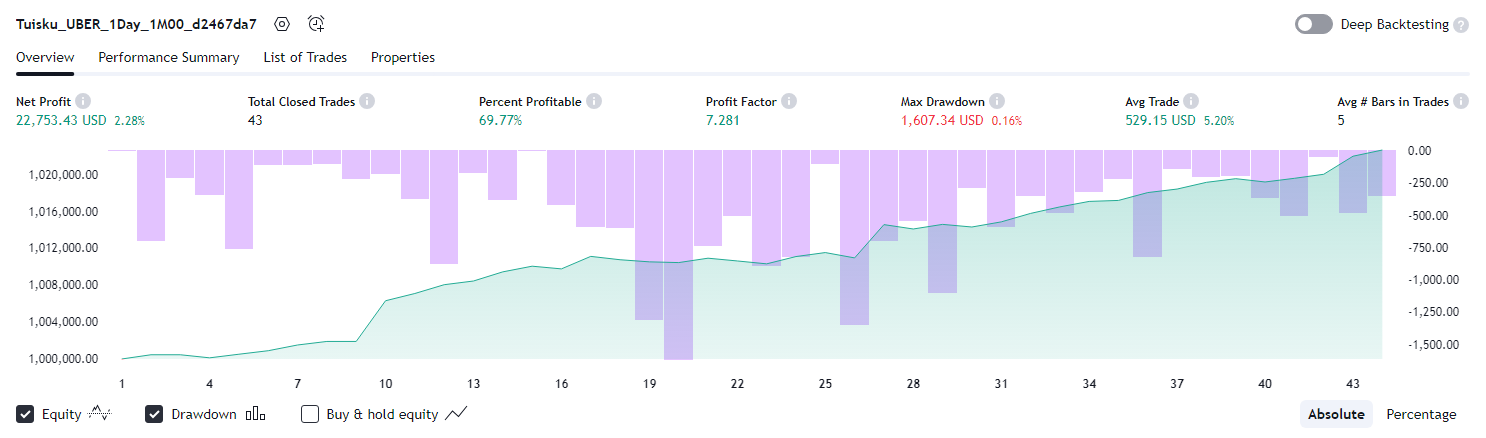 Tuisku_UBER_1Day_1M00_d2467da7
Deep Backtesting
Overview Performance Summary List of Trades Properties
Net Profit Total Closed Trades Percent Profitable Profit Factor Max Drawdown Avg Trade Avg # Bars in Trades
22,753.43 USD 2.28% 43 69.77% 7.281 1,607.34 USD 0.16% 529.15 USD 5.20% 5
0.00
1,020,000.00
-250.00
1,016,000.00
-500.00
1,012,000.00
-750.00
1,008,000.00
-1,000.00
1,004,000.00
-1,250.00
1,000,000.00
-1,500.00
1 4 7 10 13 16 19 22 25 28 31 34 37 40 43
Equity Drawdown Buy & hold equity Absolute Percentage